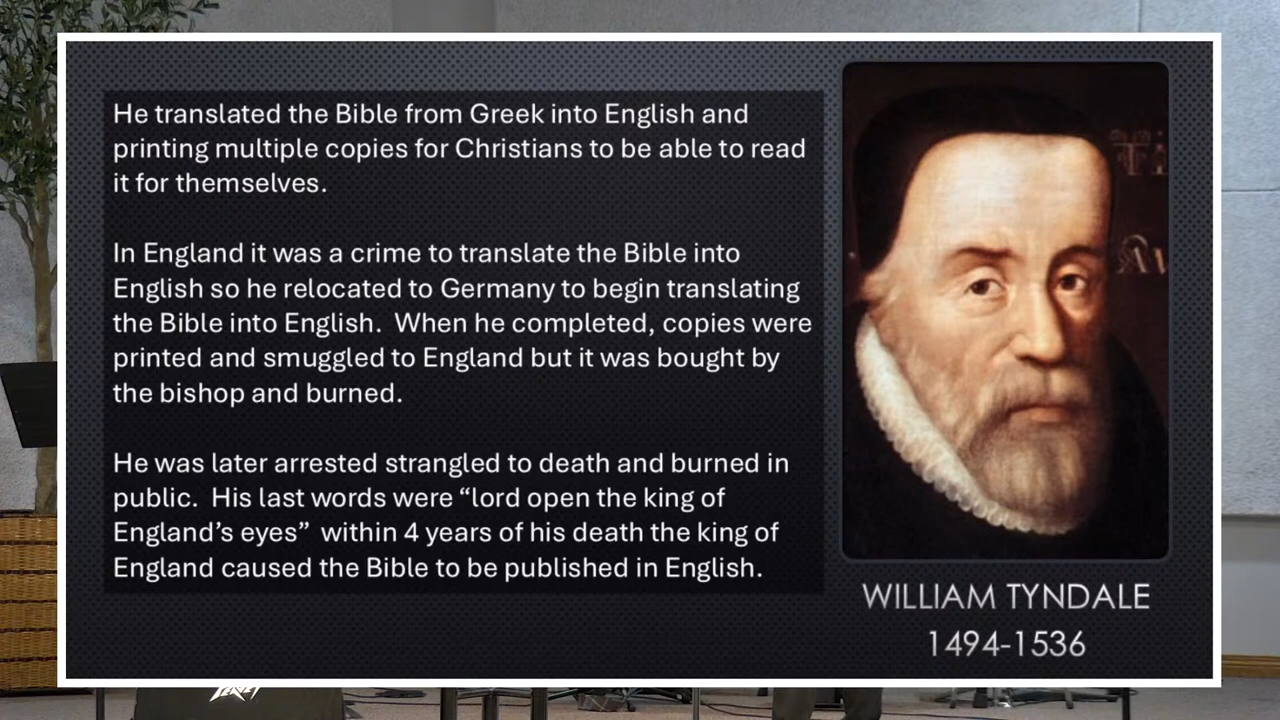 He translated the Bible from Greek into English and
printing multiple copies for Christians to be able to read
it for themselves.
In England it was a crime to translate the Bible into
English so he relocated to Germany to begin translating
the Bible into English.  When he completed, copies were
printed and smuggled to England but it was bought by
the bishop and burned.
He was later arrested strangled to death and burned in
public.  His last words were “lord open the king of
England’s eyes”  within 4 years of his death the king of
England caused the Bible to be published in English.
WILLIAM TYNDALE
1494-1536